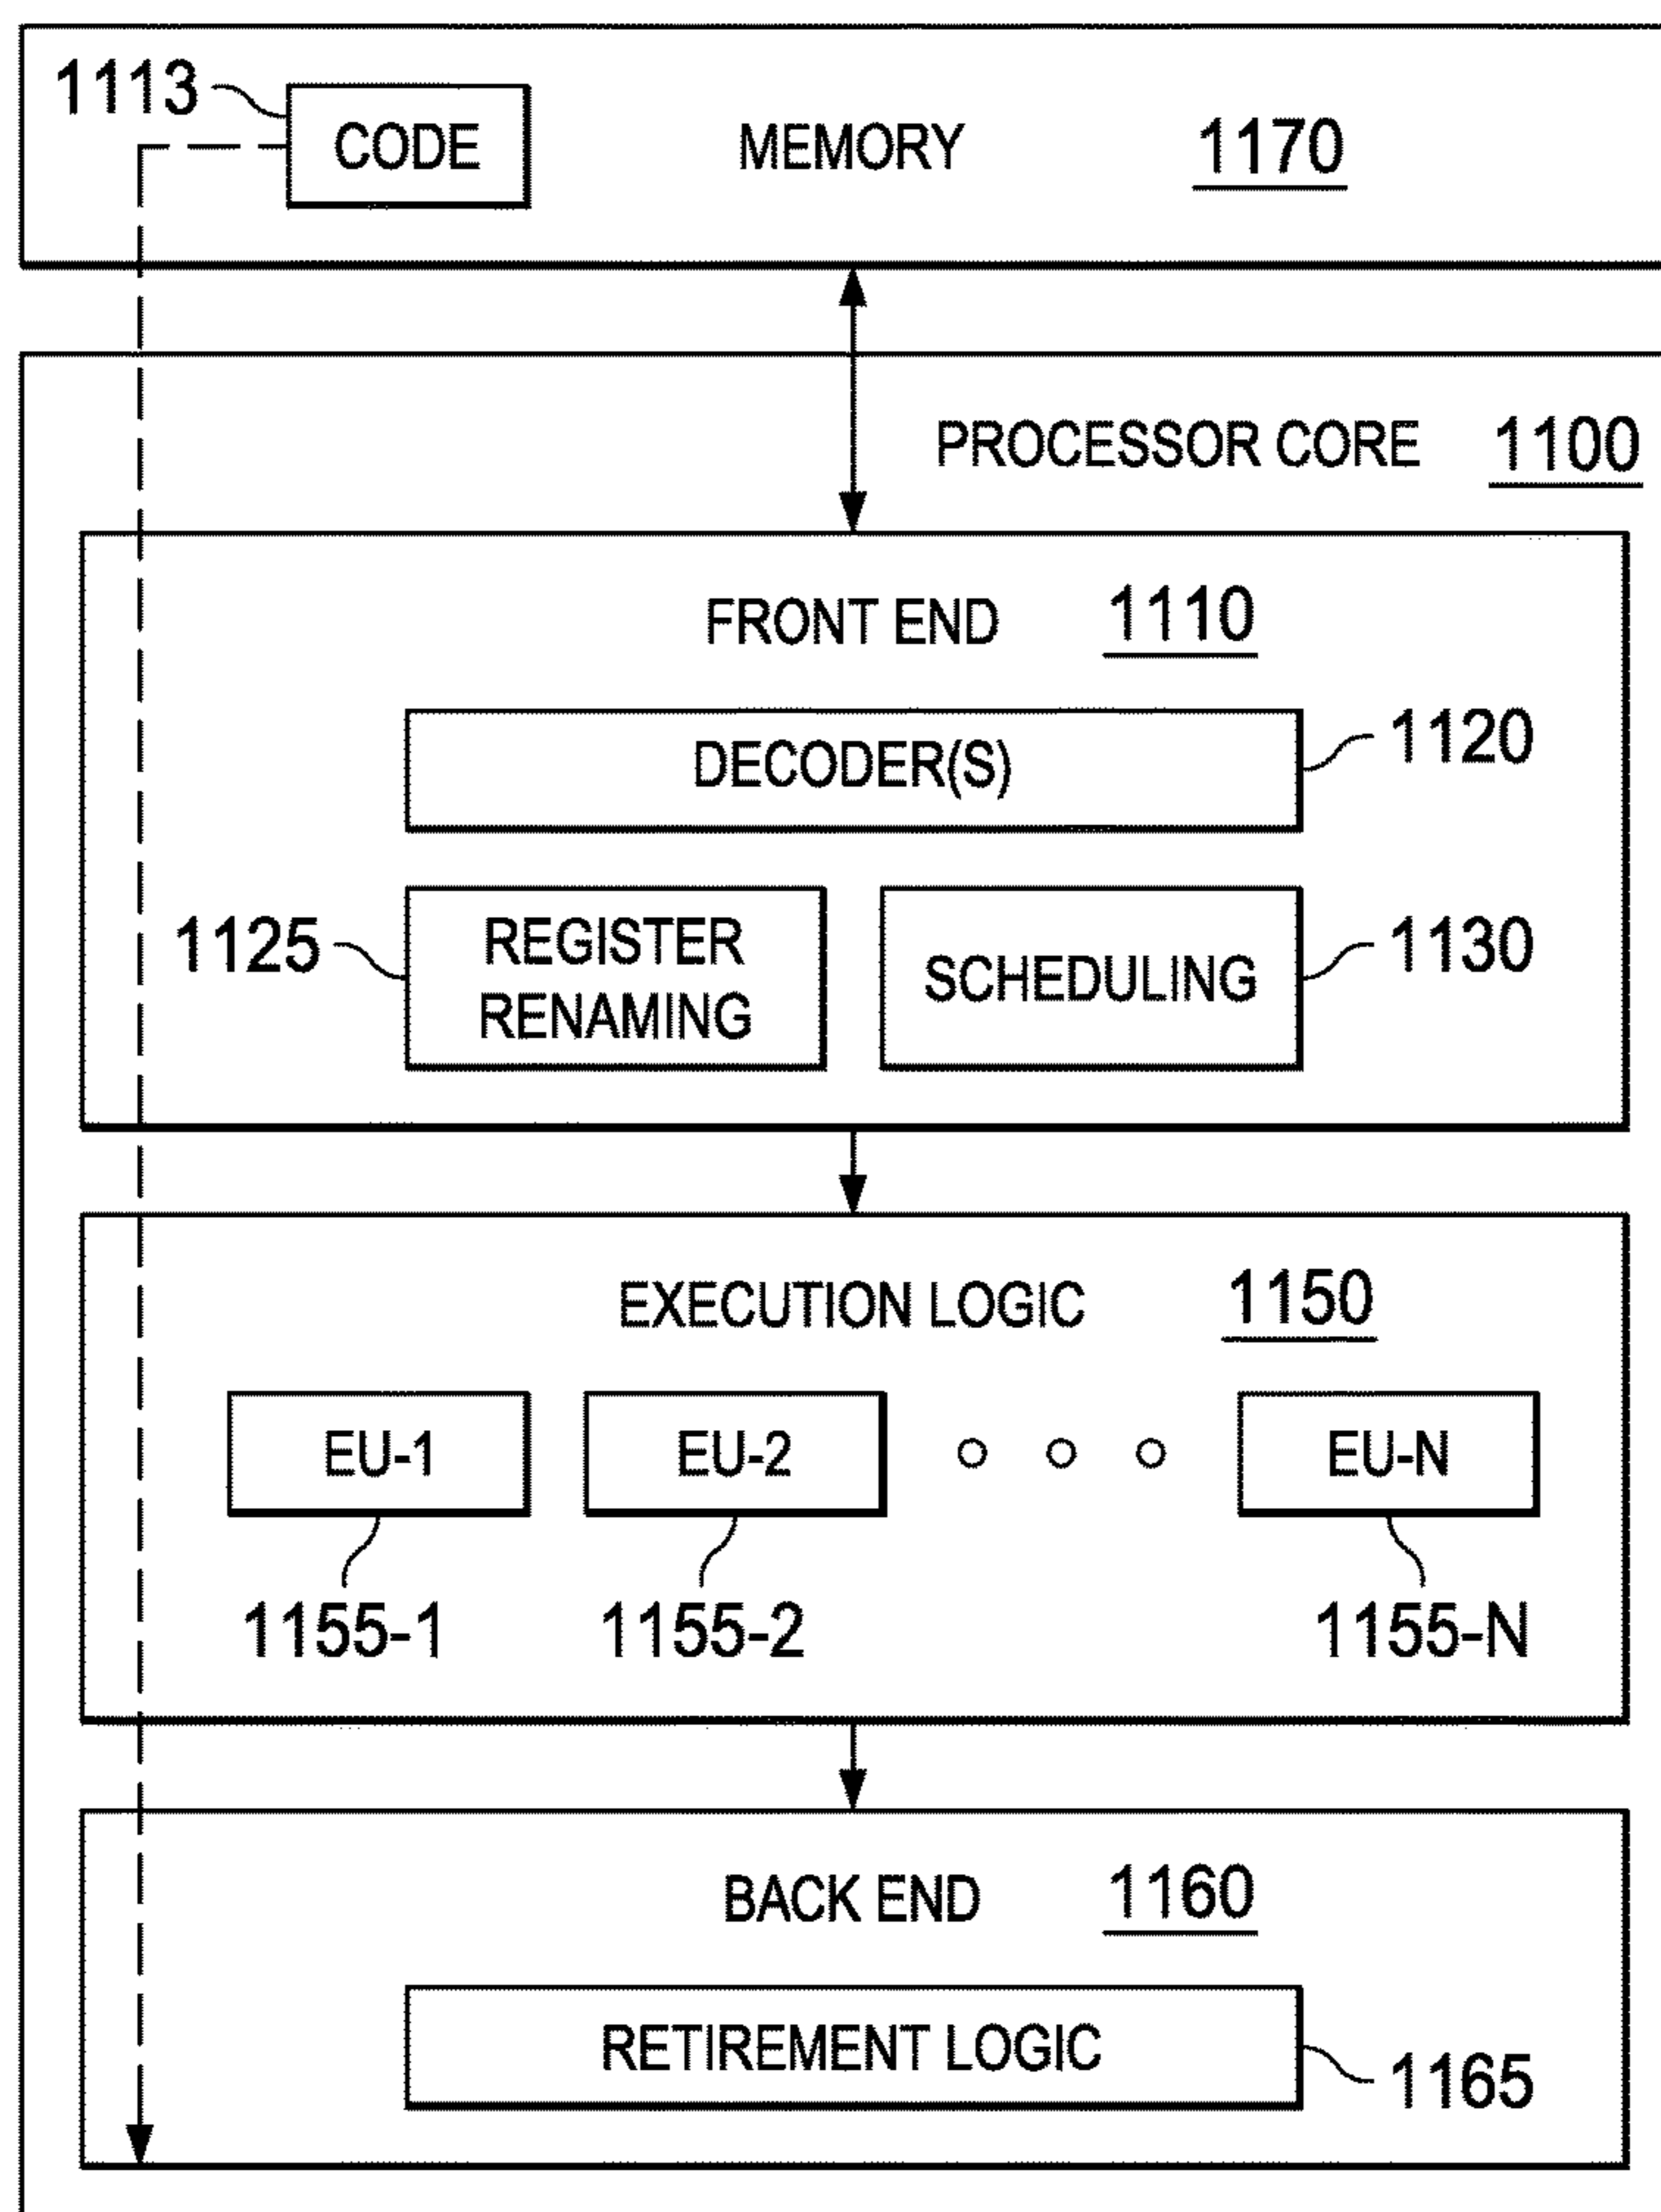 1113
CODE
MEMORY 1170
PROCESSOR CORE 1100
FRONT END 1110
DECODER(S)
1120
1125
REGISTER
RENAMING
SCHEDULING
1130
EXECUTION LOGIC 1150
EU-1
EU-2
EU-N
1155-1
1155-2
1155-N
BACK END 1160
RETIREMENT LOGIC
1165